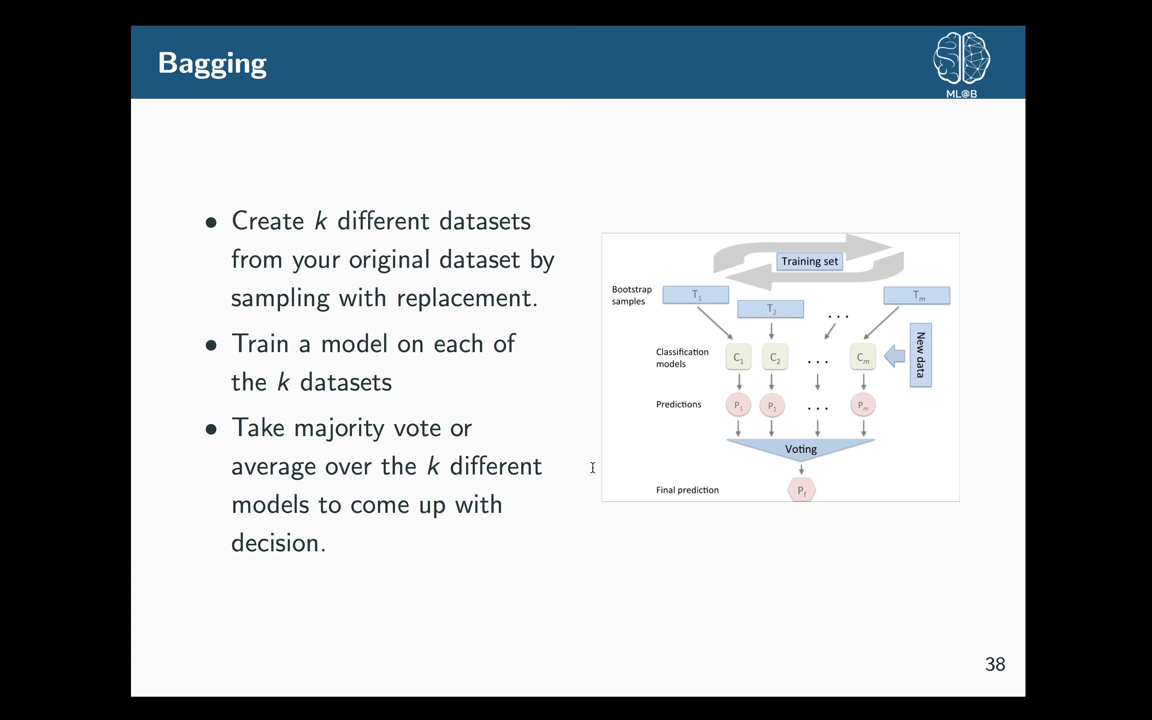 Bagging
ML@B
• Create k different datasets
from your original dataset by
sampling with replacement.
• Train a model on each of
the k datasets
• Take majority vote or
average over the k different
models to come up with
decision.
Training set
Bootstrap
samples
T1
T2
...
Tm
Classification
models
C1
C2
...
Cm
New data
Predictions
P1
P2
...
Pm
Voting
Final prediction
Pf
38